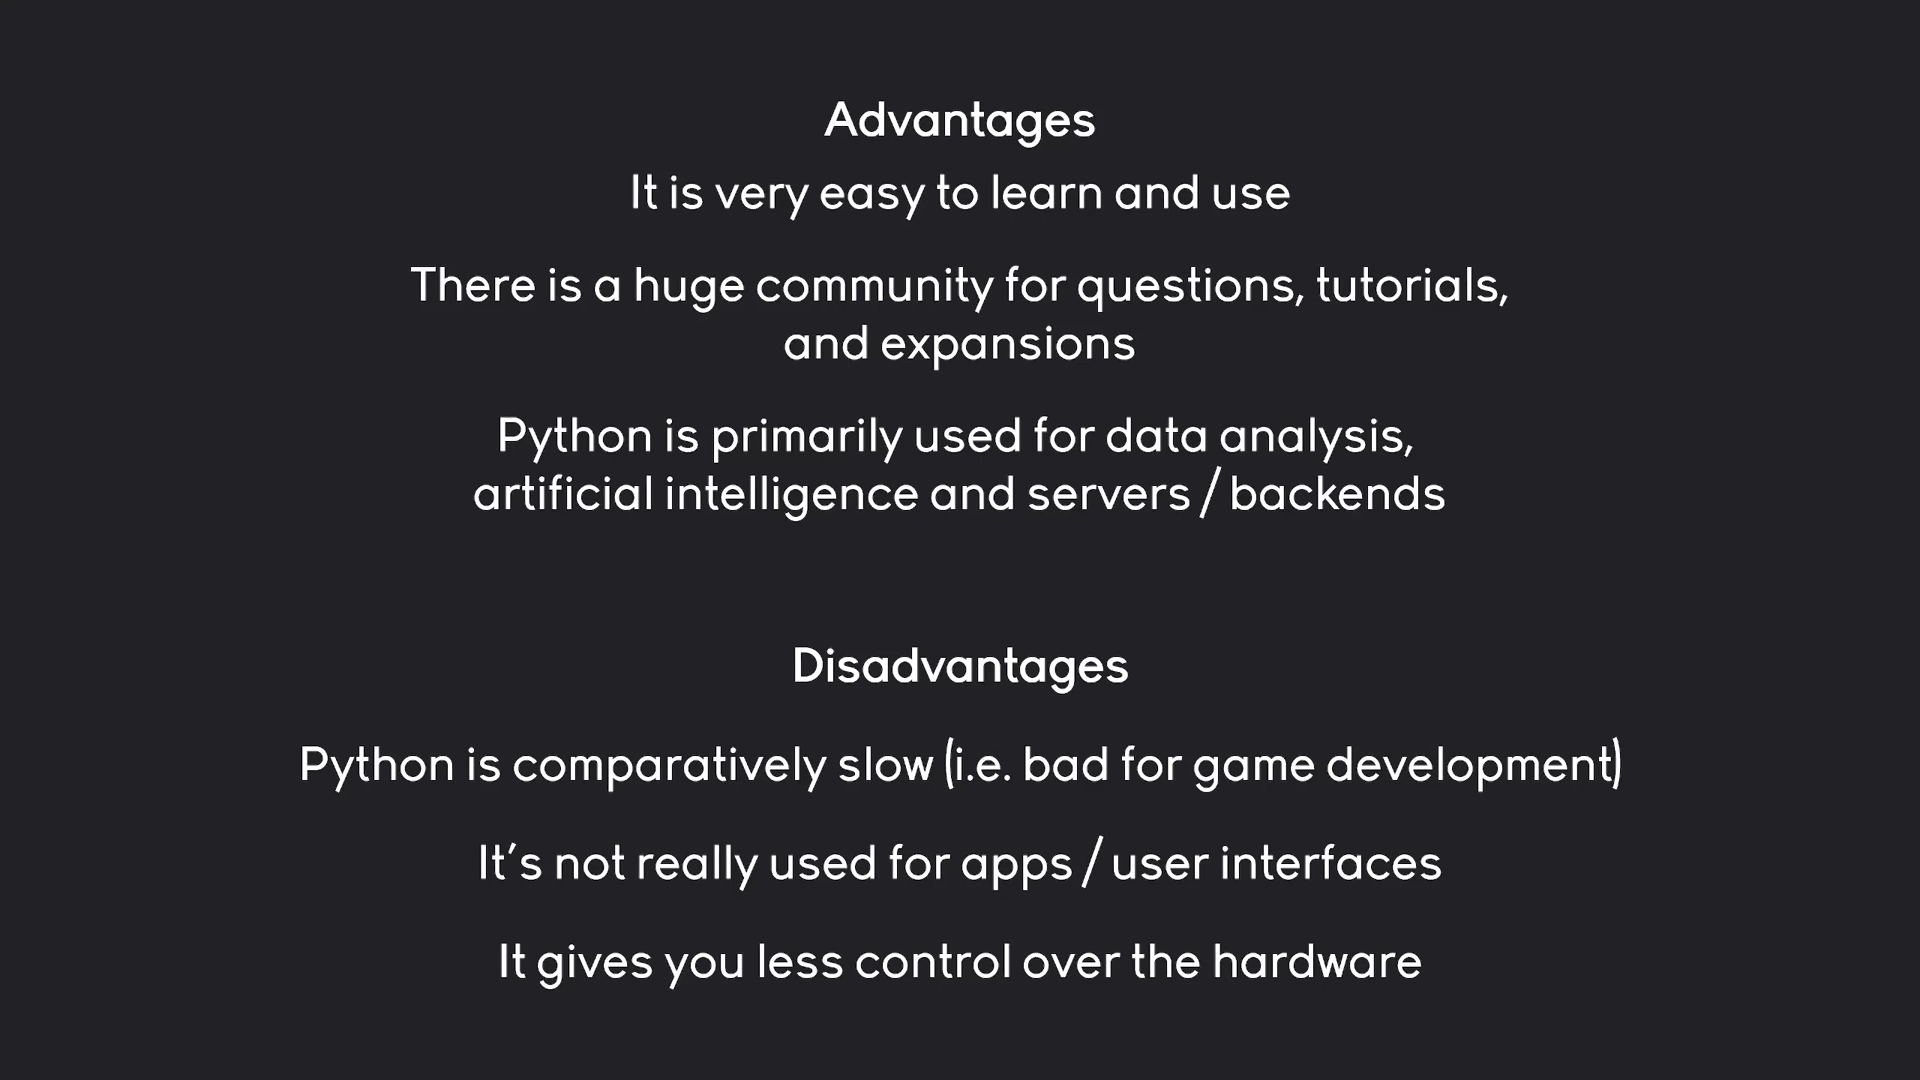 Advantages
It is very easy to learn and use
There is a huge community for questions, tutorials,
and expansions
Python is primarily used for data analysis,
artificial intelligence and servers / backends
Disadvantages
Python is comparatively slow (i.e. bad for game development)
It’s not really used for apps / user interfaces
It gives you less control over the hardware